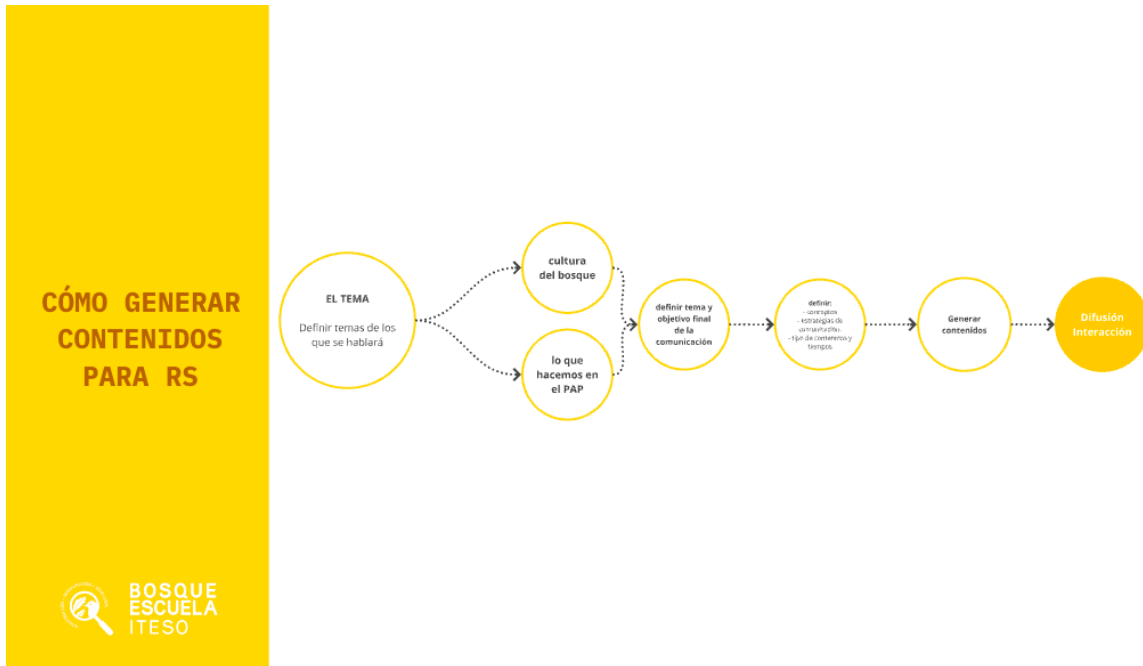 CÓMO GENERAR
CONTENIDOS
PARA RS
EL TEMA
Definir temas de los
que se hablará
cultura
del bosque
lo que
hacemos en
el PAP
definir tema y
objetivo final
de la
comunicación
definir:
- conceptos
- estrategias de
comunicación.
- tipo de contenidos y
tiempos.
Generar
contenidos
Difusión
Interacción
BOSQUE
ESCUELA
ITESO